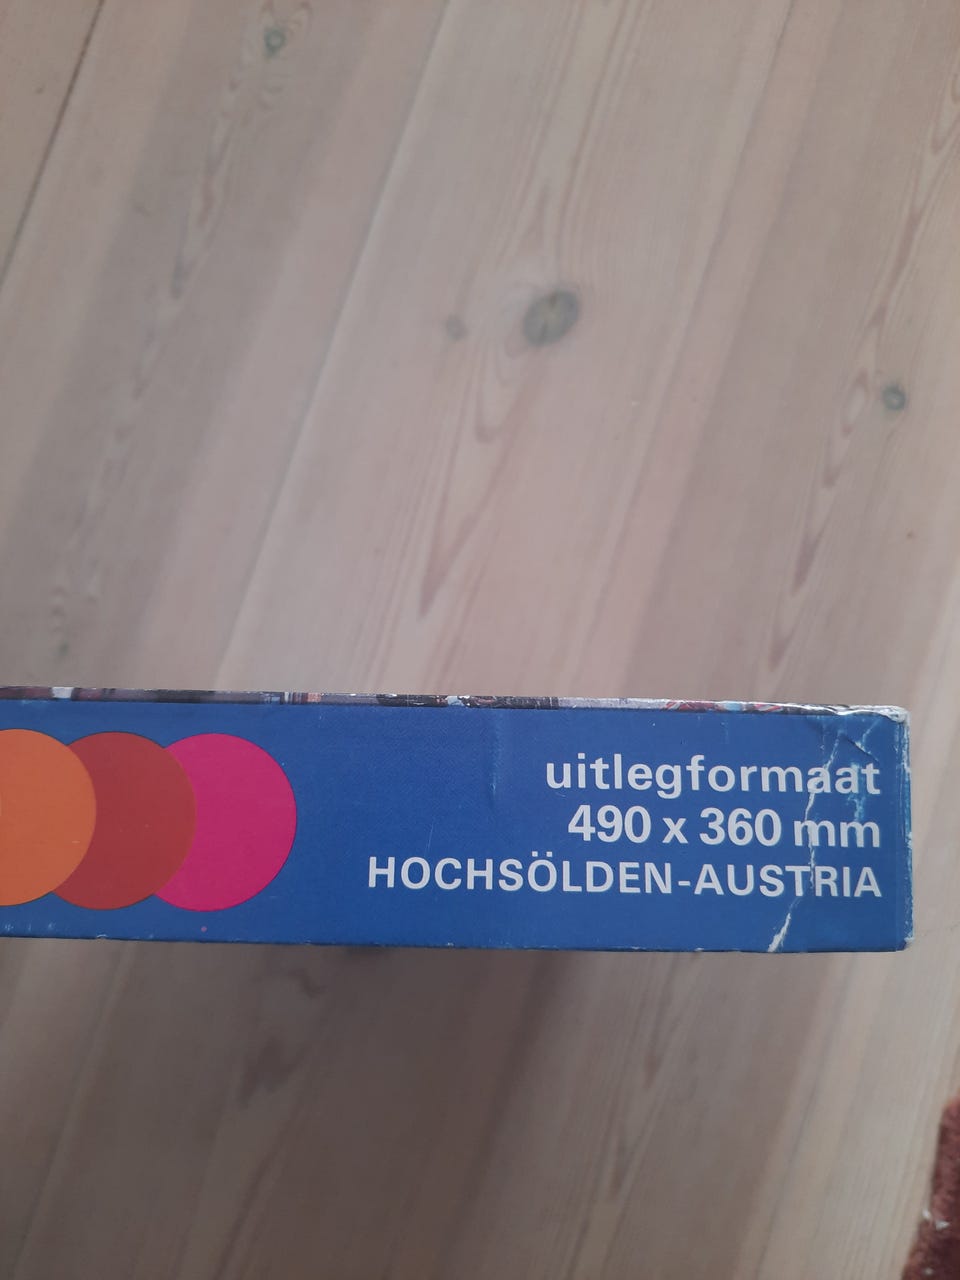 uitlegformaat
490 x 360 mm
HOCHSÖLDEN-AUSTRIA